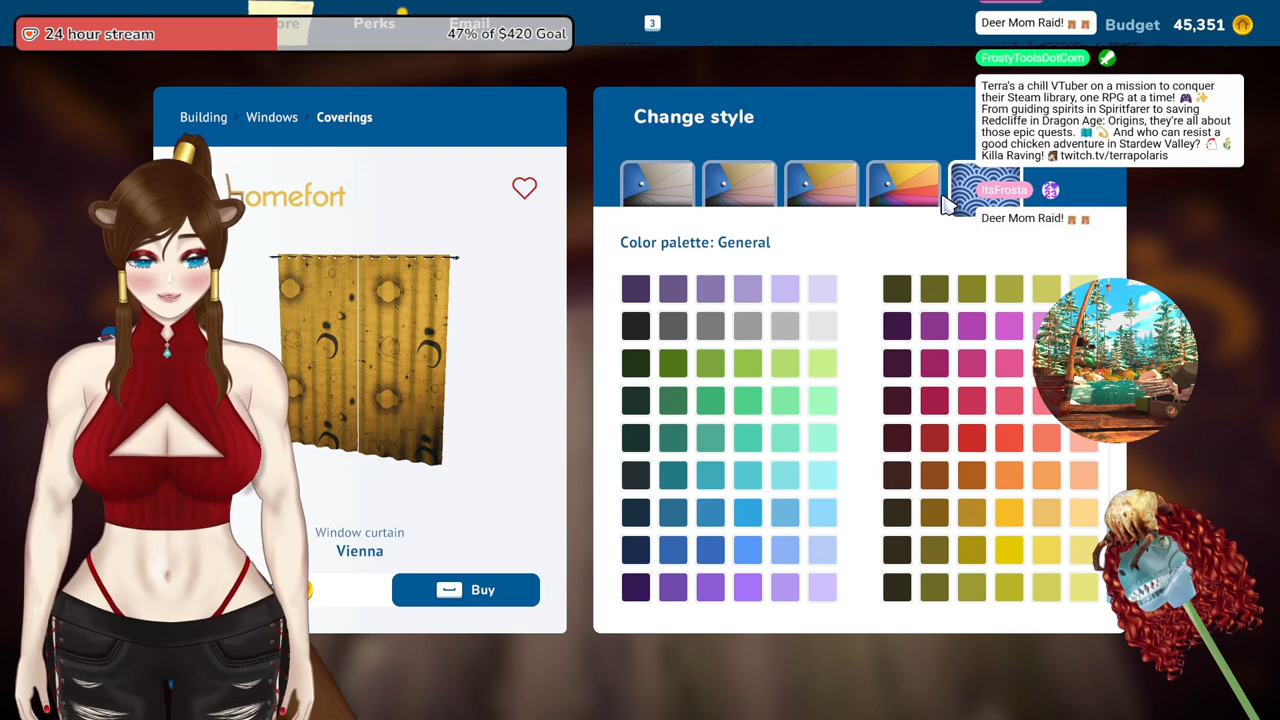 24 hour stream
47% of $420 Goal
Perks
Email
3
Deer Mom Raid!
Budget 45,351
FrostyToolsDotCom
Terra's a chill VTuber on a mission to conquer
their Steam library, one RPG at a time!
From guiding spirits in Spiritfarer to saving
Redcliffe in Dragon Age: Origins, they're all about
those epic quests. And who can resist a
good chicken adventure in Stardew Valley?
Killa Raving! twitch.tv/terrapolaris
ItsFrosta
Deer Mom Raid!
Building
Windows
Coverings
homefort
Window curtain
Vienna
Buy
Change style
Color palette: General